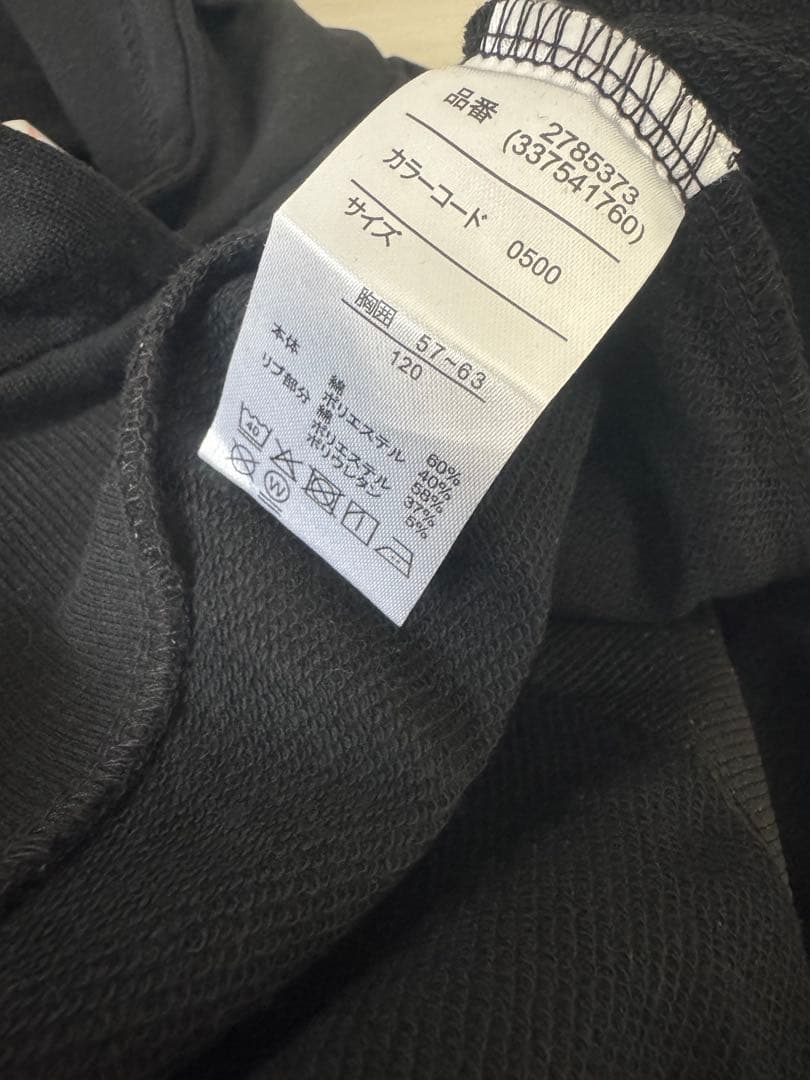 品番 2785373
(337541760)
カラーコード 0500
サイズ
胸囲 57~63
120
本体 綿 60%
ポリエステル 40%
リブ部分 綿 58%
ポリエステル 37%
ポリウレタン 5%
40
W